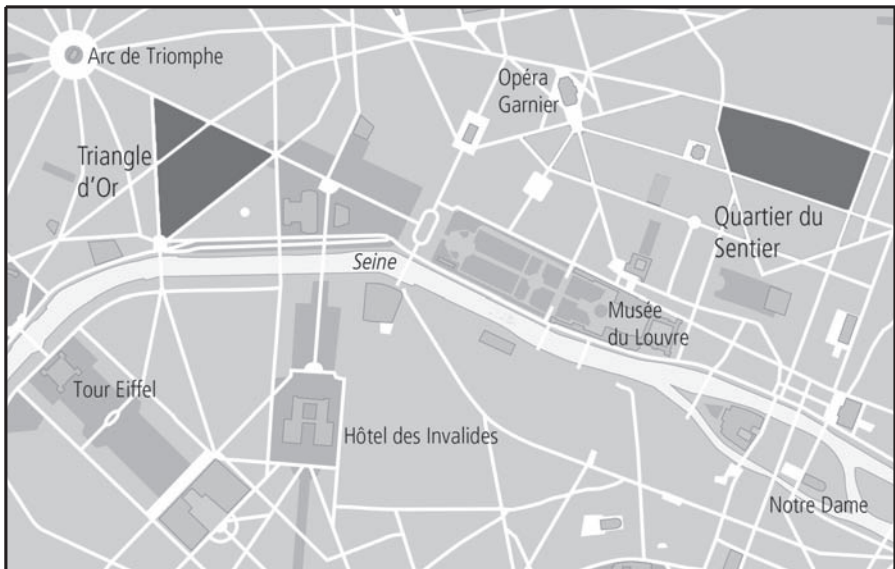 Arc de Triomphe
Opéra
Garnier
Triangle
d'Or
Quartier du
Sentier
Seine
Musée
du Louvre
Tour Eiffel
Hôtel des Invalides
Notre Dame